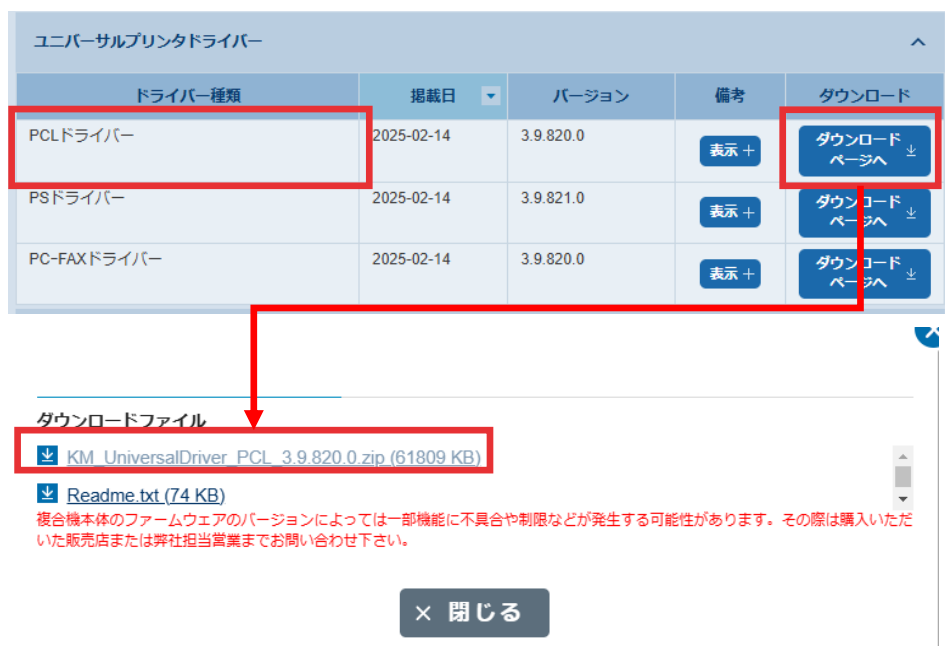 ユニバーサルプリンタドライバー
ドライバー種類 掲載日 バージョン 備考 ダウンロード
PCLドライバー 2025-02-14 3.9.820.0 表示 ダウンロード
ページへ
PSドライバー 2025-02-14 3.9.821.0 表示 ダウンロード
ページへ
PC-FAXドライバー 2025-02-14 3.9.820.0 表示 ダウンロード
ページへ
ダウンロードファイル
KM_UniversalDriver_PCL_3.9.820.0.zip (61809 KB)
Readme.txt (74 KB)
複合機本体のファームウェアのバージョンによっては一部機能に不具合や制限などが発生する可能性があります。その際は購入いただ
いた販売店または弊社担当営業までお問い合わせ下さい。
× 閉じる